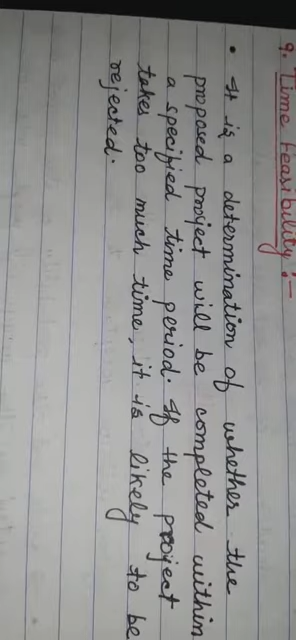 9. Time feasibility :-
• It is a determination of whether the
proposed project will be completed within
a specified time period. If the project
takes too much time, it is likely to be
rejected.